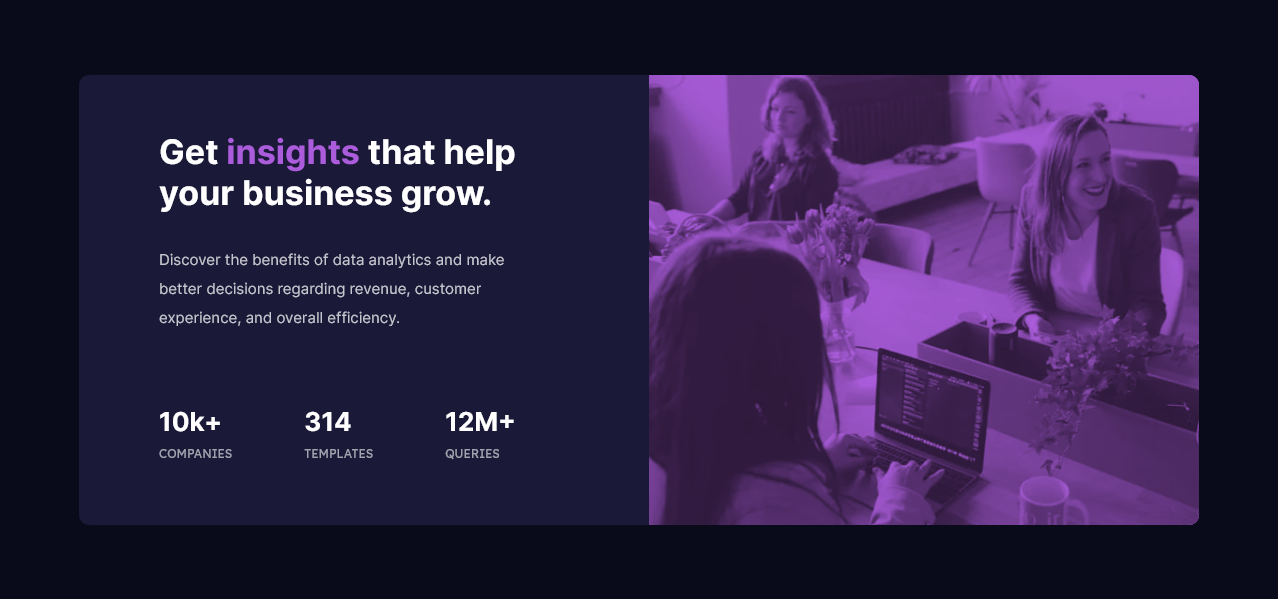 Get insights that help
your business grow.
Discover the benefits of data analytics and make
better decisions regarding revenue, customer
experience, and overall efficiency.
10k+ 314 12M+
COMPANIES TEMPLATES QUERIES